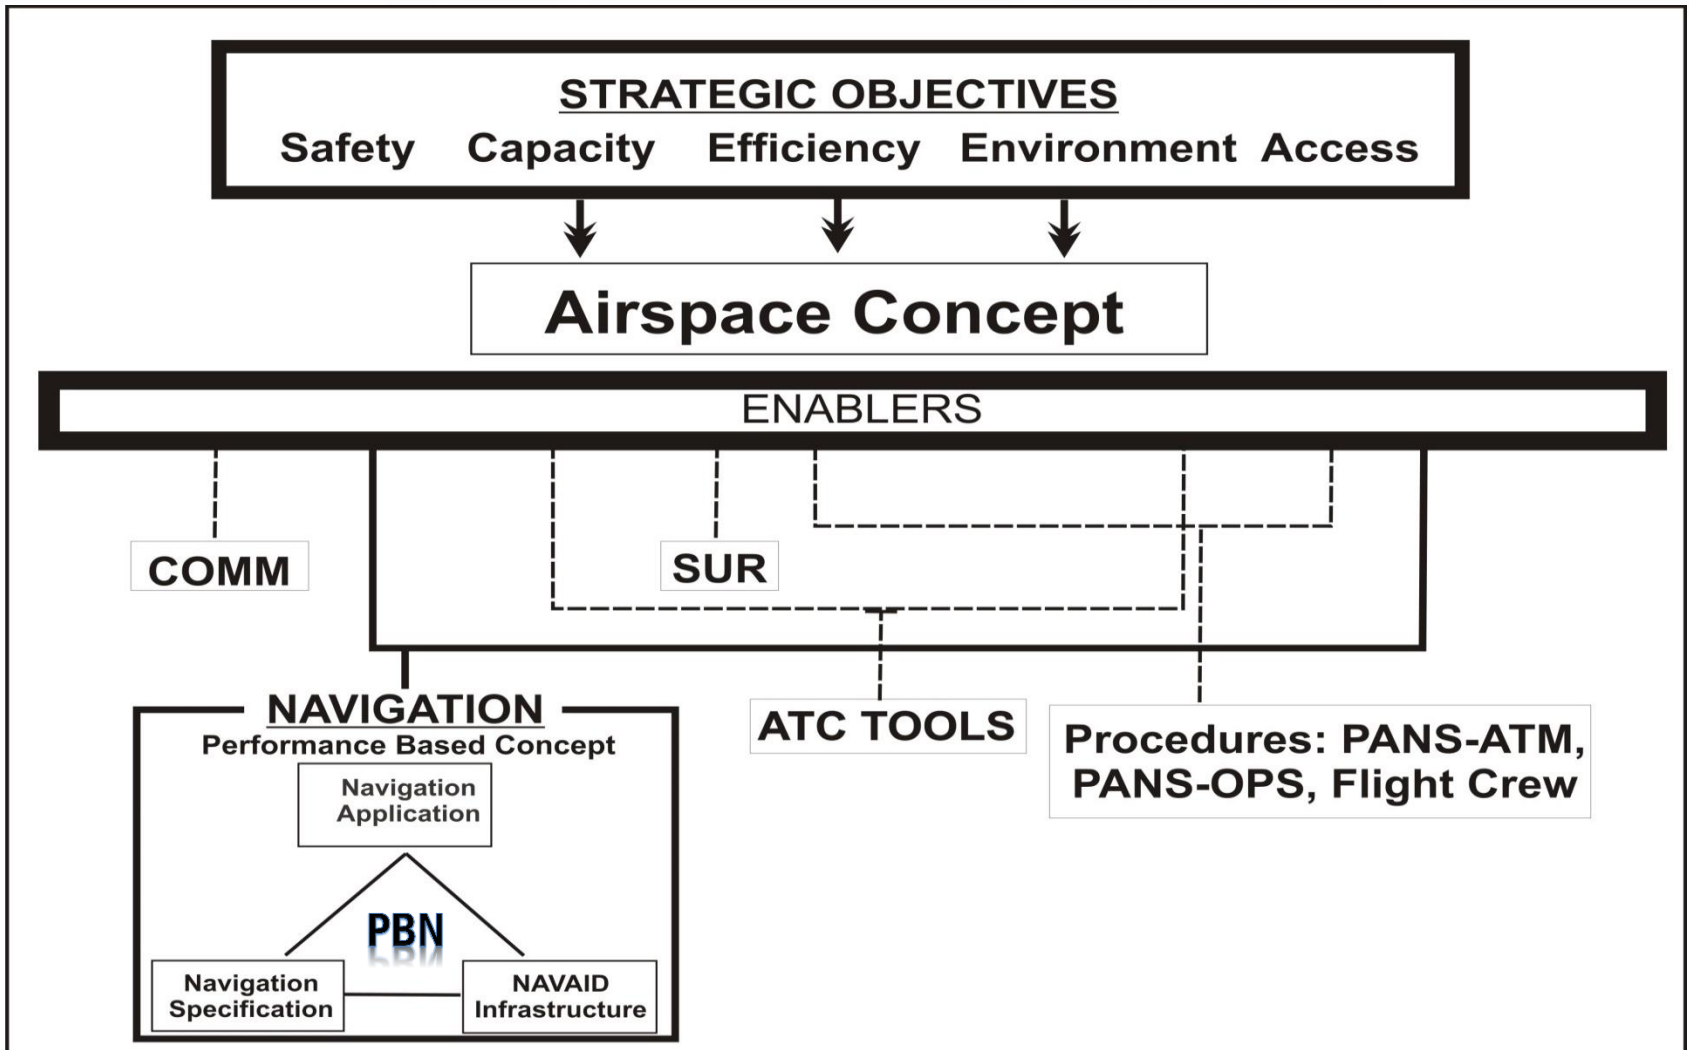 STRATEGIC OBJECTIVES
Safety Capacity Efficiency Environment Access
Airspace Concept
ENABLERS
COMM
SUR
NAVIGATION
Performance Based Concept
Navigation
Application
PBN
Navigation
Specification
NAVAID
Infrastructure
ATC TOOLS
Procedures: PANS-ATM,
PANS-OPS, Flight Crew